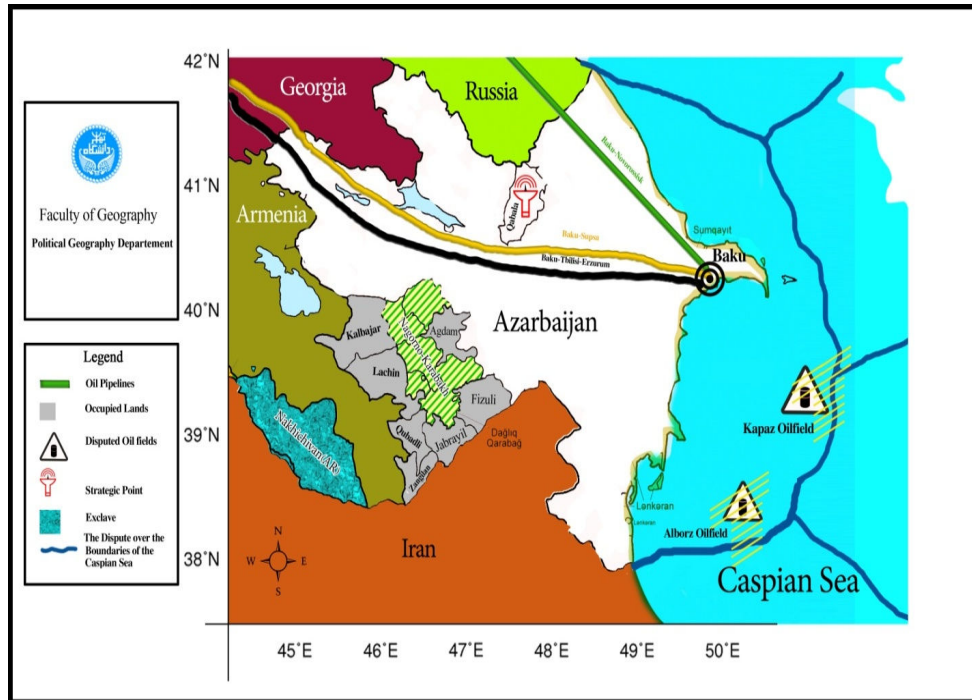 Faculty of Geography
Political Geography Departement
Legend
Oil Pipelines
Occupied Lands
Disputed Oil fields
Strategic Point
Exclave
The Dispute over the
Boundaries of the
Caspian Sea
42°N
41°N
40°N
39°N
38°N
45°E
46°E
47°E
48°E
49°E
50°E
Georgia
Russia
Armenia
Qabala
Baku-Novorossisk
Baku-Supsa
Baku-Tbilisi-Erzurum
Sumqayıt
Baku
Azarbaijan
Kalbajar
Agdam
Nagorno-Karabakh
Lachin
Fizuli
Qubadli
Jabrayil
Zangilan
Dağlıq
Qarabağ
Nakhichivan(AR)
Kapaz Oilfield
Lənkəran
Lənkəran
Alborz Oilfield
Iran
N
W
E
S
Caspian Sea